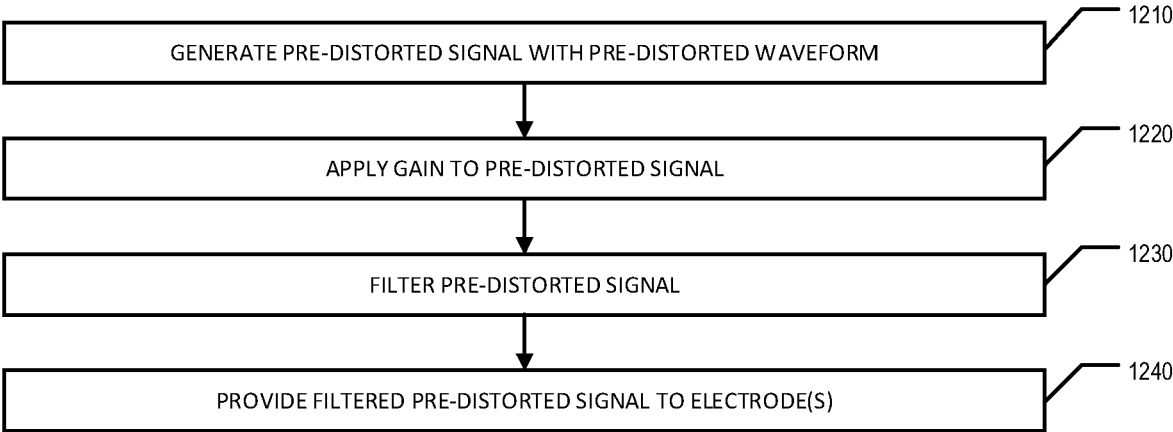 1210
GENERATE PRE-DISTORTED SIGNAL WITH PRE-DISTORTED WAVEFORM
1220
APPLY GAIN TO PRE-DISTORTED SIGNAL
1230
FILTER PRE-DISTORTED SIGNAL
1240
PROVIDE FILTERED PRE-DISTORTED SIGNAL TO ELECTRODE(S)